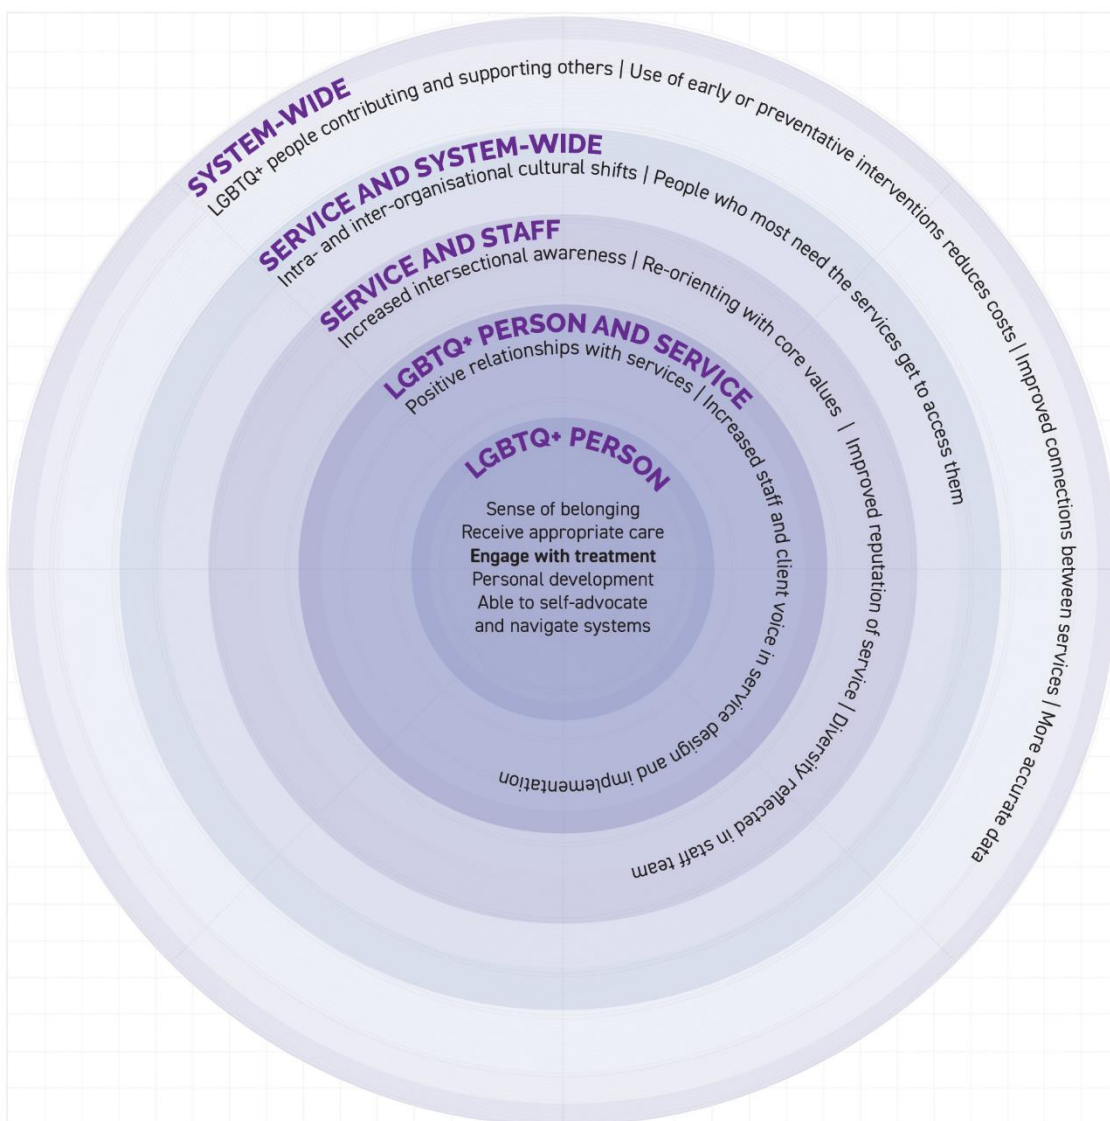 SYSTEM-WIDE
LGBTQ+ people contributing and supporting others | Use of early or preventative interventions reduces costs | Improved connections between services | More accurate data
SERVICE AND SYSTEM-WIDE
Intra- and inter-organisational cultural shifts | People who most need the services get to access them
SERVICE AND STAFF
Increased intersectional awareness | Re-orienting with core values | Improved reputation of service | Diversity reflected in staff team
LGBTQ+ PERSON AND SERVICE
Positive relationships with services | Increased staff and client voice in service design and implementation
LGBTQ+ PERSON
Sense of belonging
Receive appropriate care
Engage with treatment
Personal development
Able to self-advocate
and navigate systems